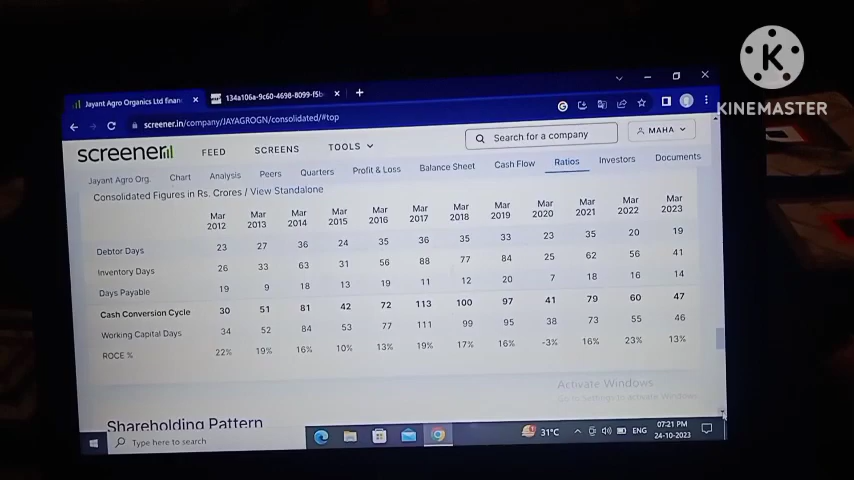 K
KINEMASTER
Jayant Agro Organics Ltd finan
134a106a-9c60-4698-8099-f5b
screener.in/company/JAYAGROGN/consolidated/#top
screener FEED SCREENS TOOLS Search for a company MAHA
Jayant Agro Org. Chart Analysis Peers Quarters Profit & Loss Balance Sheet Cash Flow Ratios Investors Documents
Consolidated Figures in Rs. Crores / View Standalone
Mar 2012 Mar 2013 Mar 2014 Mar 2015 Mar 2016 Mar 2017 Mar 2018 Mar 2019 Mar 2020 Mar 2021 Mar 2022 Mar 2023
Debtor Days 23 27 36 24 35 36 35 33 23 35 20 19
Inventory Days 26 33 63 31 56 88 77 84 25 62 56 41
Days Payable 19 9 18 13 19 11 12 20 7 18 16 14
Cash Conversion Cycle 30 51 81 42 72 113 100 97 41 79 60 47
Working Capital Days 34 52 84 53 77 111 99 95 38 73 55 46
ROCE % 22% 19% 16% 10% 13% 19% 17% 16% -3% 16% 23% 13%
Activate Windows
Go to Settings to activate Windows.
Shareholding Pattern
Type here to search 31°C ENG 07:21 PM
24-10-2023